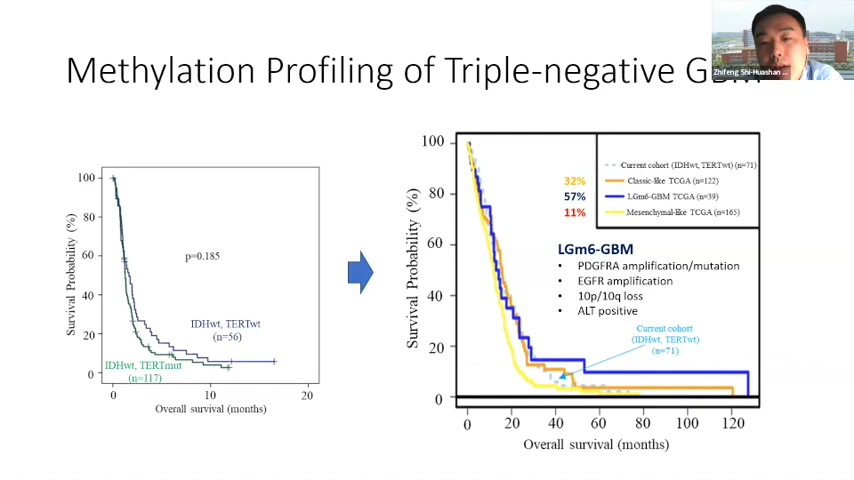 Methylation Profiling of Triple-negative
Zhifeng Shi-Huashan ...
100
80
60
40
20
0
Survival Probability (%)
p=0.185
IDHwt, TERTwt
(n=56)
IDHwt, TERTmut
(n=117)
0
10
20
Overall survival (months)
100
80
60
40
20
0
Survival Probability (%)
Current cohort (IDHwt, TERTwt) (n=71)
32%
Classic-like TCGA (n=122)
57%
LGm6-GBM TCGA (n=39)
11%
Mesenchymal-like TCGA (n=165)
LGm6-GBM
• PDGFRA amplification/mutation
• EGFR amplification
• 10p/10q loss
• ALT positive
Current cohort
(IDHwt, TERTwt)
(n=71)
0
20
40
60
80
100
120
Overall survival (months)